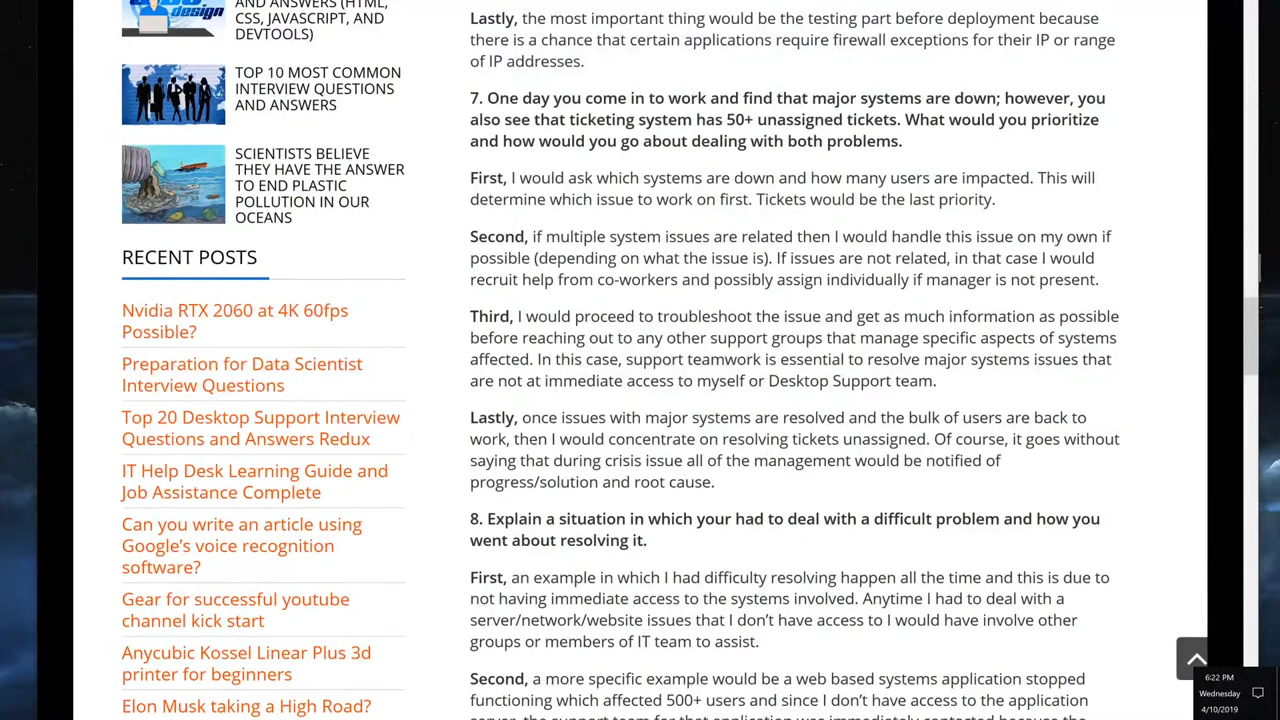 design
AND ANSWERS (HTML,
CSS, JAVASCRIPT, AND
DEVTOOLS)
TOP 10 MOST COMMON
INTERVIEW QUESTIONS
AND ANSWERS
SCIENTISTS BELIEVE
THEY HAVE THE ANSWER
TO END PLASTIC
POLLUTION IN OUR
OCEANS
RECENT POSTS
Nvidia RTX 2060 at 4K 60fps
Possible?
Preparation for Data Scientist
Interview Questions
Top 20 Desktop Support Interview
Questions and Answers Redux
IT Help Desk Learning Guide and
Job Assistance Complete
Can you write an article using
Google's voice recognition
software?
Gear for successful youtube
channel kick start
Anycubic Kossel Linear Plus 3d
printer for beginners
Elon Musk taking a High Road?
Lastly, the most important thing would be the testing part before deployment because
there is a chance that certain applications require firewall exceptions for their IP or range
of IP addresses.
7. One day you come in to work and find that major systems are down; however, you
also see that ticketing system has 50+ unassigned tickets. What would you prioritize
and how would you go about dealing with both problems.
First, I would ask which systems are down and how many users are impacted. This will
determine which issue to work on first. Tickets would be the last priority.
Second, if multiple system issues are related then I would handle this issue on my own if
possible (depending on what the issue is). If issues are not related, in that case I would
recruit help from co-workers and possibly assign individually if manager is not present.
Third, I would proceed to troubleshoot the issue and get as much information as possible
before reaching out to any other support groups that manage specific aspects of systems
affected. In this case, support teamwork is essential to resolve major systems issues that
are not at immediate access to myself or Desktop Support team.
Lastly, once issues with major systems are resolved and the bulk of users are back to
work, then I would concentrate on resolving tickets unassigned. Of course, it goes without
saying that during crisis issue all of the management would be notified of
progress/solution and root cause.
8. Explain a situation in which your had to deal with a difficult problem and how you
went about resolving it.
First, an example in which I had difficulty resolving happen all the time and this is due to
not having immediate access to the systems involved. Anytime I had to deal with a
server/network/website issues that I don't have access to I would have involve other
groups or members of IT team to assist.
Second, a more specific example would be a web based systems application stopped
functioning which affected 500+ users and since I don't have access to the application
server, the support team for that application was immediately contacted because the
6:22 PM
Wednesday
4/10/2019